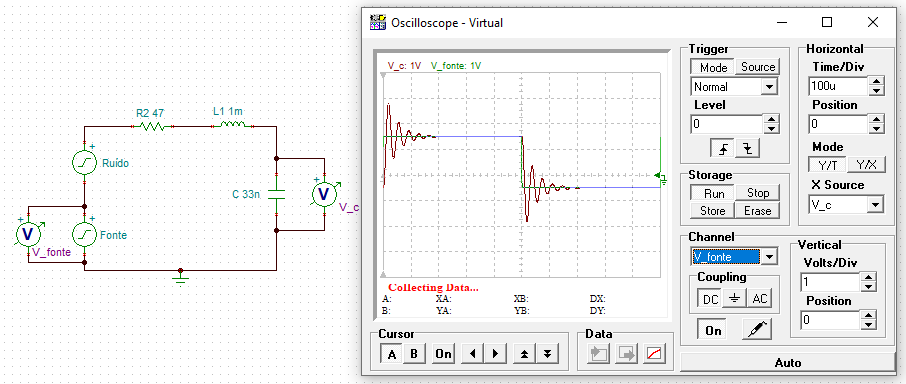 R2 47
L1 1m
Ruído
C 33n
+
V
V_c
+
V
V_fonte
Fonte
+
+
Oscilloscope - Virtual
V_c: 1V V_fonte: 1V
Collecting Data...
A: XA: XB: DX:
B: YA: YB: DY:
Cursor
A B On
Data
Trigger
Mode Source
Normal
Level
0
Storage
Run Stop
Store Erase
Horizontal
Time/Div
100u
Position
0
Mode
Y/T Y/X
X Source
V_c
Channel
V_fonte
Coupling
DC AC
On
Vertical
Volts/Div
1
Position
0
Auto